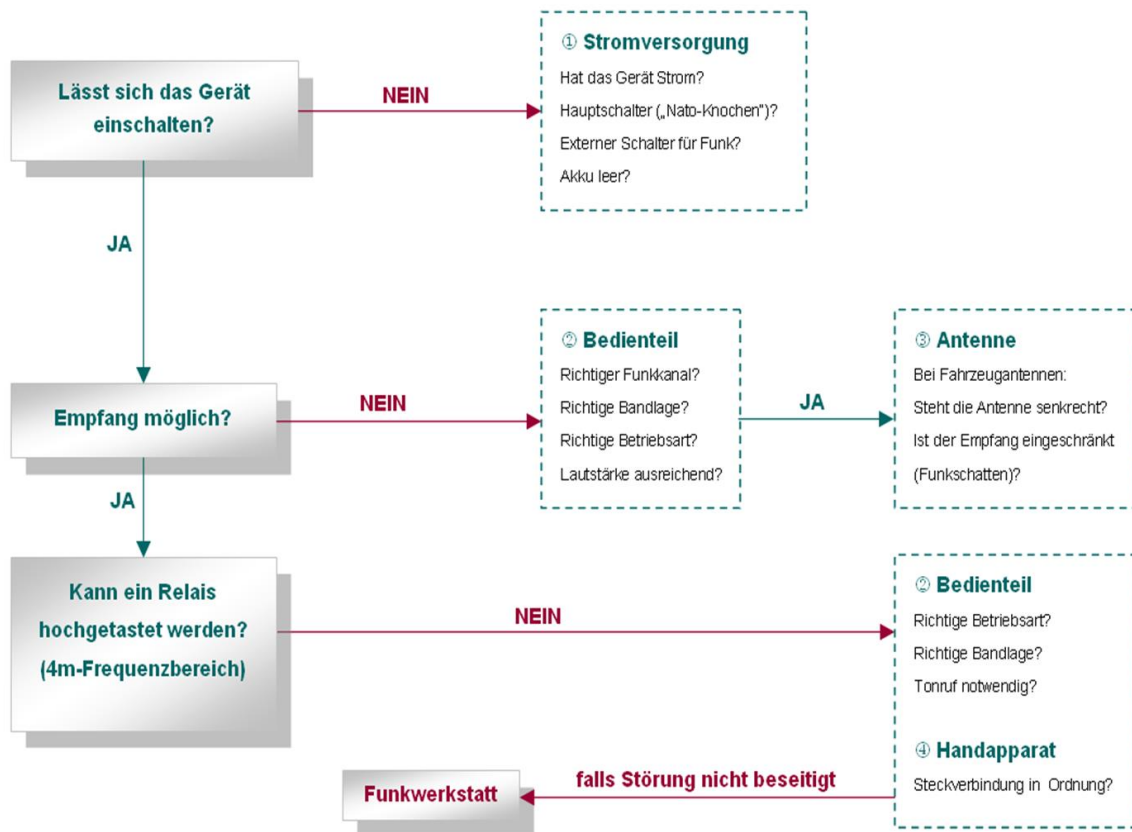 Lässt sich das Gerät
einschalten?
NEIN
① Stromversorgung
Hat das Gerät Strom?
Hauptschalter („Nato-Knochen")?
Externer Schalter für Funk?
Akku leer?
JA
Empfang möglich?
NEIN
② Bedienteil
Richtiger Funkkanal?
Richtige Bandlage?
Richtige Betriebsart?
Lautstärke ausreichend?
JA
③ Antenne
Bei Fahrzeugantennen:
Steht die Antenne senkrecht?
Ist der Empfang eingeschränkt
(Funkschatten)?
JA
Kann ein Relais
hochgetastet werden?
(4m-Frequenzbereich)
NEIN
② Bedienteil
Richtige Betriebsart?
Richtige Bandlage?
Tonruf notwendig?
④ Handapparat
Steckverbindung in Ordnung?
falls Störung nicht beseitigt
Funkwerkstatt